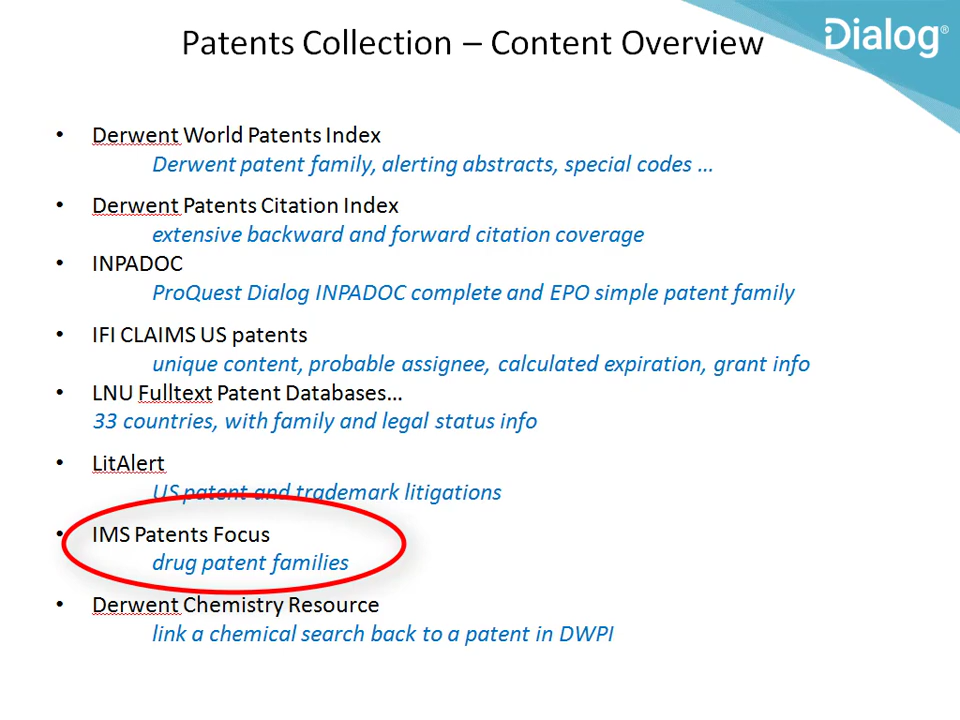 Patents Collection – Content Overview
Dialog®
• Derwent World Patents Index
Derwent patent family, alerting abstracts, special codes …
• Derwent Patents Citation Index
extensive backward and forward citation coverage
• INPADOC
ProQuest Dialog INPADOC complete and EPO simple patent family
• IFI CLAIMS US patents
unique content, probable assignee, calculated expiration, grant info
• LNU Fulltext Patent Databases…
33 countries, with family and legal status info
• LitAlert
US patent and trademark litigations
• IMS Patents Focus
drug patent families
• Derwent Chemistry Resource
link a chemical search back to a patent in DWPI